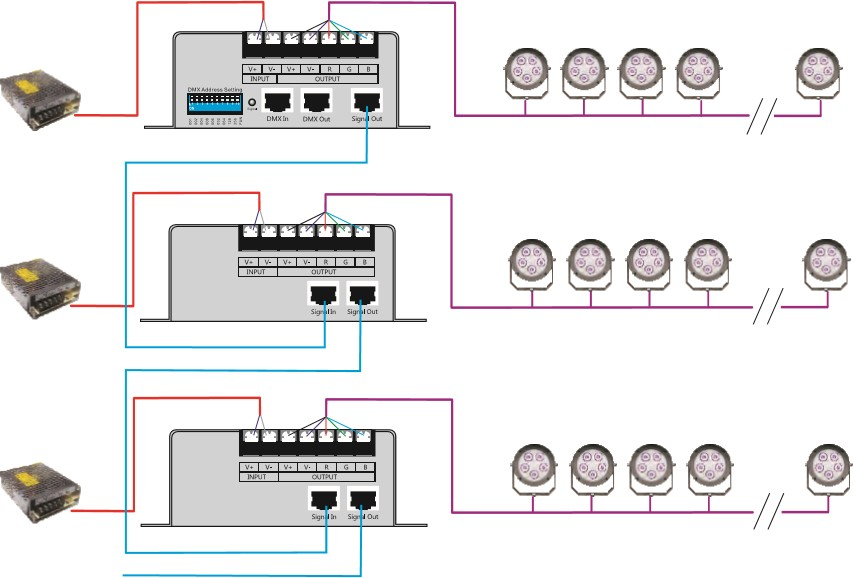 V+ V- V+ V- R G B
INPUT OUTPUT
DMX Address Setting
DMX In DMX Out Signal Out
V+ V- V+ V- R G B
INPUT OUTPUT
Signal In Signal Out
V+ V- V+ V- R G B
INPUT OUTPUT
Signal In Signal Out